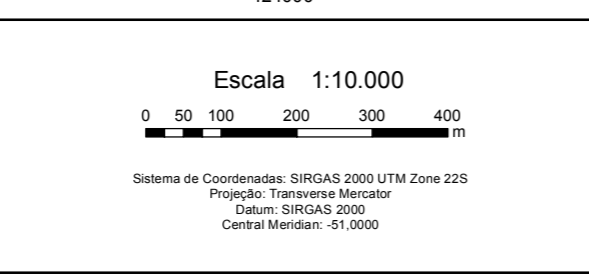 Escala 1:10.000
0 50 100 200 300 400
m
Sistema de Coordenadas: SIRGAS 2000 UTM Zone 22S
Projeção: Transverse Mercator
Datum: SIRGAS 2000
Central Meridian: -51,0000